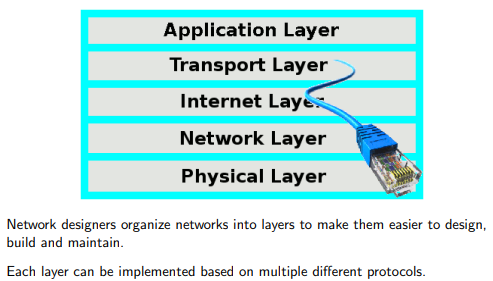 Application Layer
Transport Layer
Internet Layer
Network Layer
Physical Layer
Network designers organize networks into layers to make them easier to design,
build and maintain.
Each layer can be implemented based on multiple different protocols.